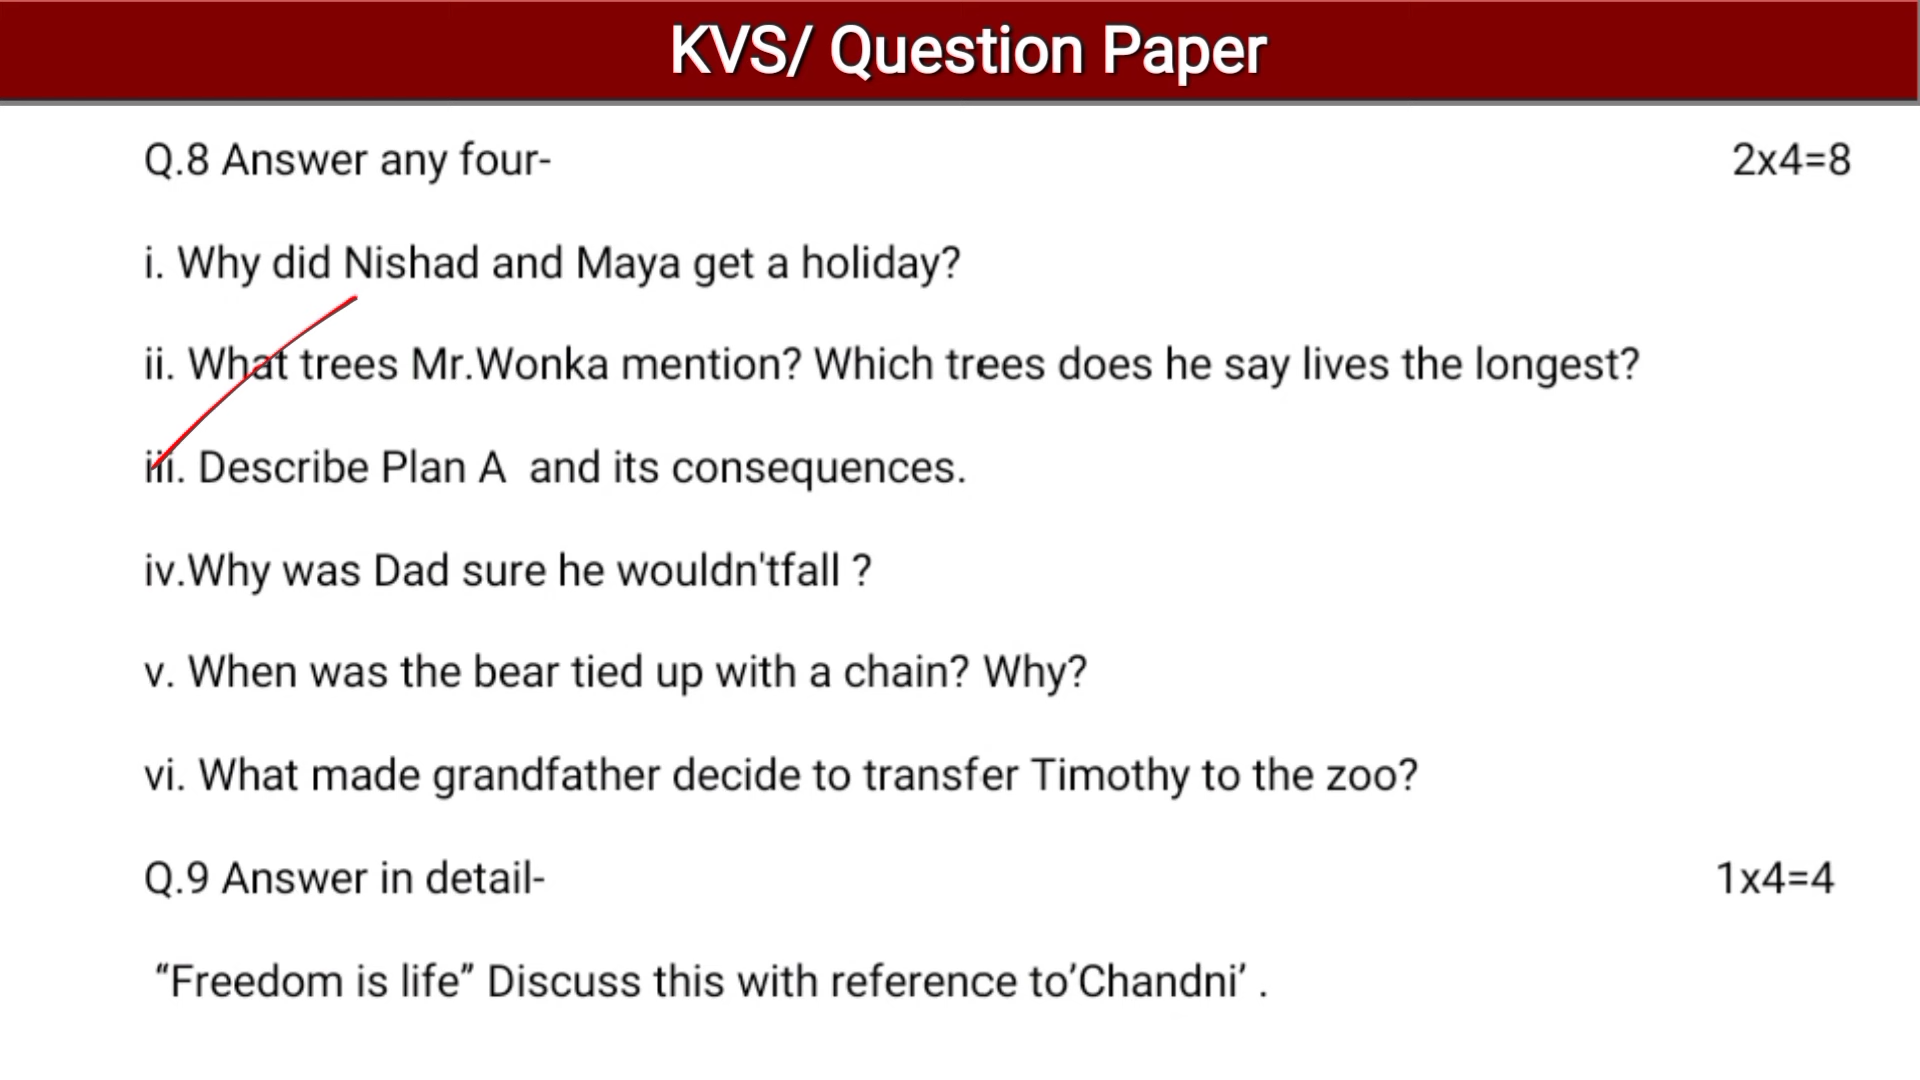 KVS/ Question Paper
Q.8 Answer any four- 2x4=8
i. Why did Nishad and Maya get a holiday?
ii. What trees Mr.Wonka mention? Which trees does he say lives the longest?
iii. Describe Plan A  and its consequences.
iv.Why was Dad sure he wouldn'tfall ?
v. When was the bear tied up with a chain? Why?
vi. What made grandfather decide to transfer Timothy to the zoo?
Q.9 Answer in detail- 1x4=4
“Freedom is life” Discuss this with reference to’Chandni’ .